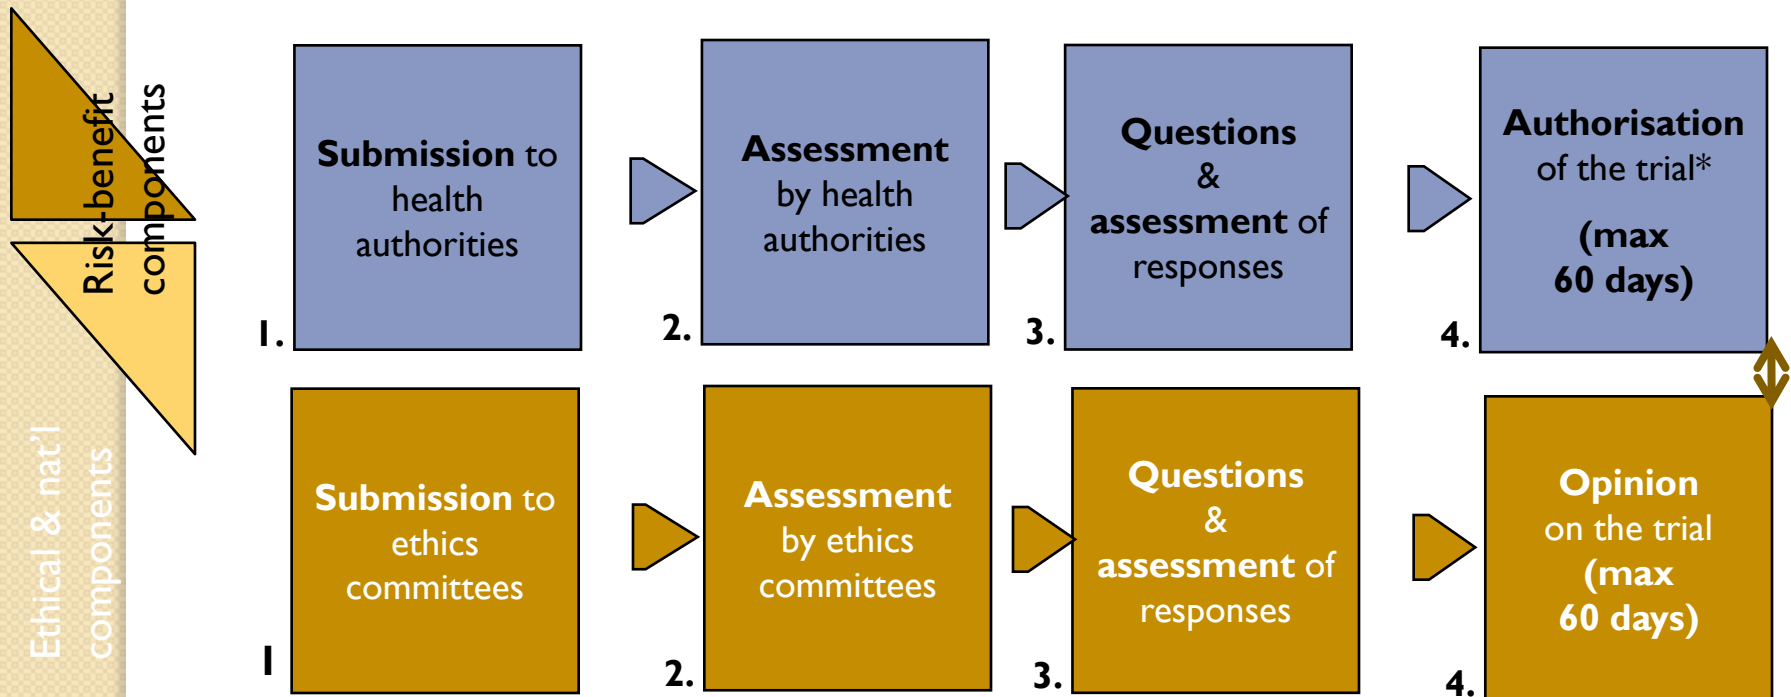 Risk-benefit
components
Submission to
health
authorities
1.
Assessment
by health
authorities
2.
Questions
&
assessment of
responses
3.
Authorisation
of the trial*
(max
60 days)
4.
Ethical & nat’l
components
Submission to
ethics
committees
1
Assessment
by ethics
committees
2.
Questions
&
assessment of
responses
3.
Opinion
on the trial
(max
60 days)
4.